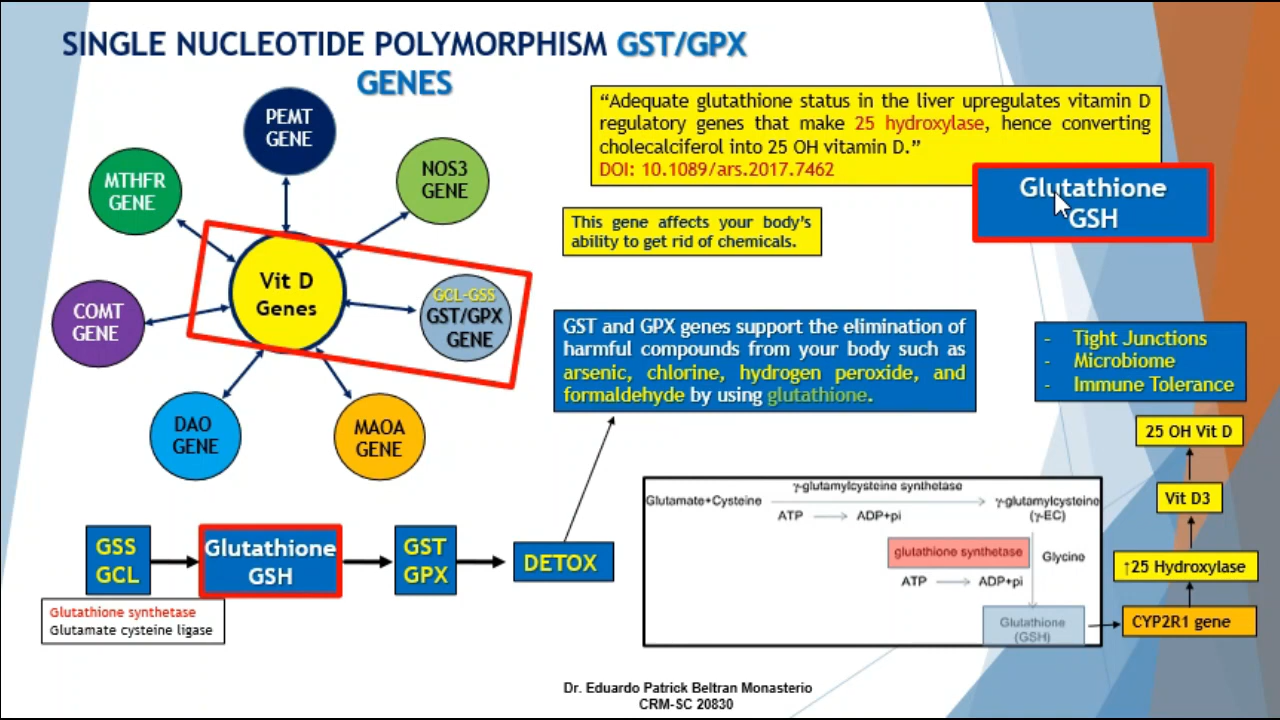 SINGLE NUCLEOTIDE POLYMORPHISM GST/GPX
GENES
PEMT
GENE
MTHFR
GENE
NOS3
GENE
Vit D
Genes
GCL-GSS
GST/GPX
GENE
COMT
GENE
DAO
GENE
MAOA
GENE
“Adequate glutathione status in the liver upregulates vitamin D
regulatory genes that make 25 hydroxylase, hence converting
cholecalciferol into 25 OH vitamin D.”
DOI: 10.1089/ars.2017.7462
Glutathione
GSH
This gene affects your body’s
ability to get rid of chemicals.
GST and GPX genes support the elimination of
harmful compounds from your body such as
arsenic, chlorine, hydrogen peroxide, and
formaldehyde by using glutathione.
- Tight Junctions
- Microbiome
- Immune Tolerance
25 OH Vit D
Vit D3
↑25 Hydroxylase
CYP2R1 gene
γ-glutamylcysteine synthetase
Glutamate+Cysteine
γ-glutamylcysteine
(γ-EC)
ATP
ADP+pi
glutathione synthetase
Glycine
ATP
ADP+pi
Glutathione
(GSH)
GSS
GCL
Glutathione
GSH
GST
GPX
DETOX
Glutathione synthetase
Glutamate cysteine ligase
Dr. Eduardo Patrick Beltran Monasterio
CRM-SC 20830